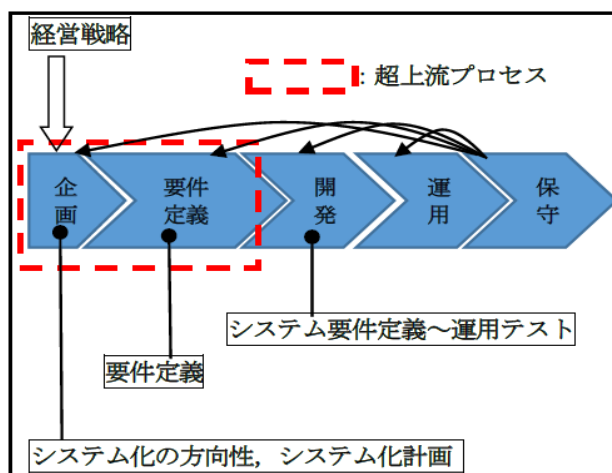 経営戦略
：超上流プロセス
企画
要件
定義
開発
運用
保守
システム要件定義～運用テスト
要件定義
システム化の方向性，システム化計画